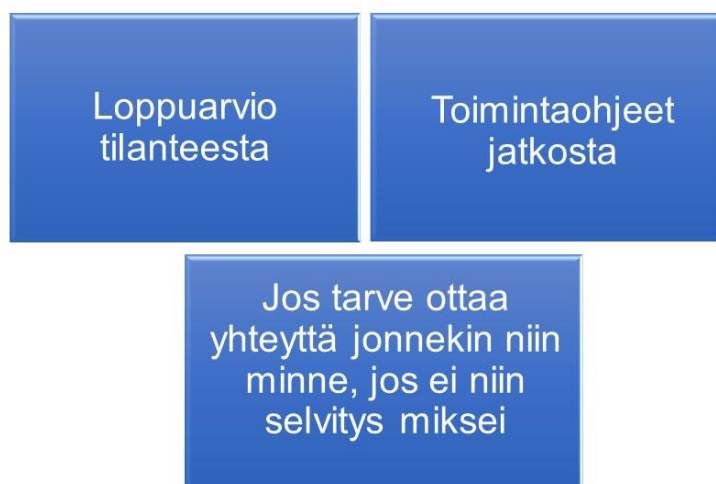 Loppuarvio
tilanteesta
Toimintaohjeet
jatkosta
Jos tarve ottaa
yhteyttä jonnekin niin
minne, jos ei niin
selvitys miksei